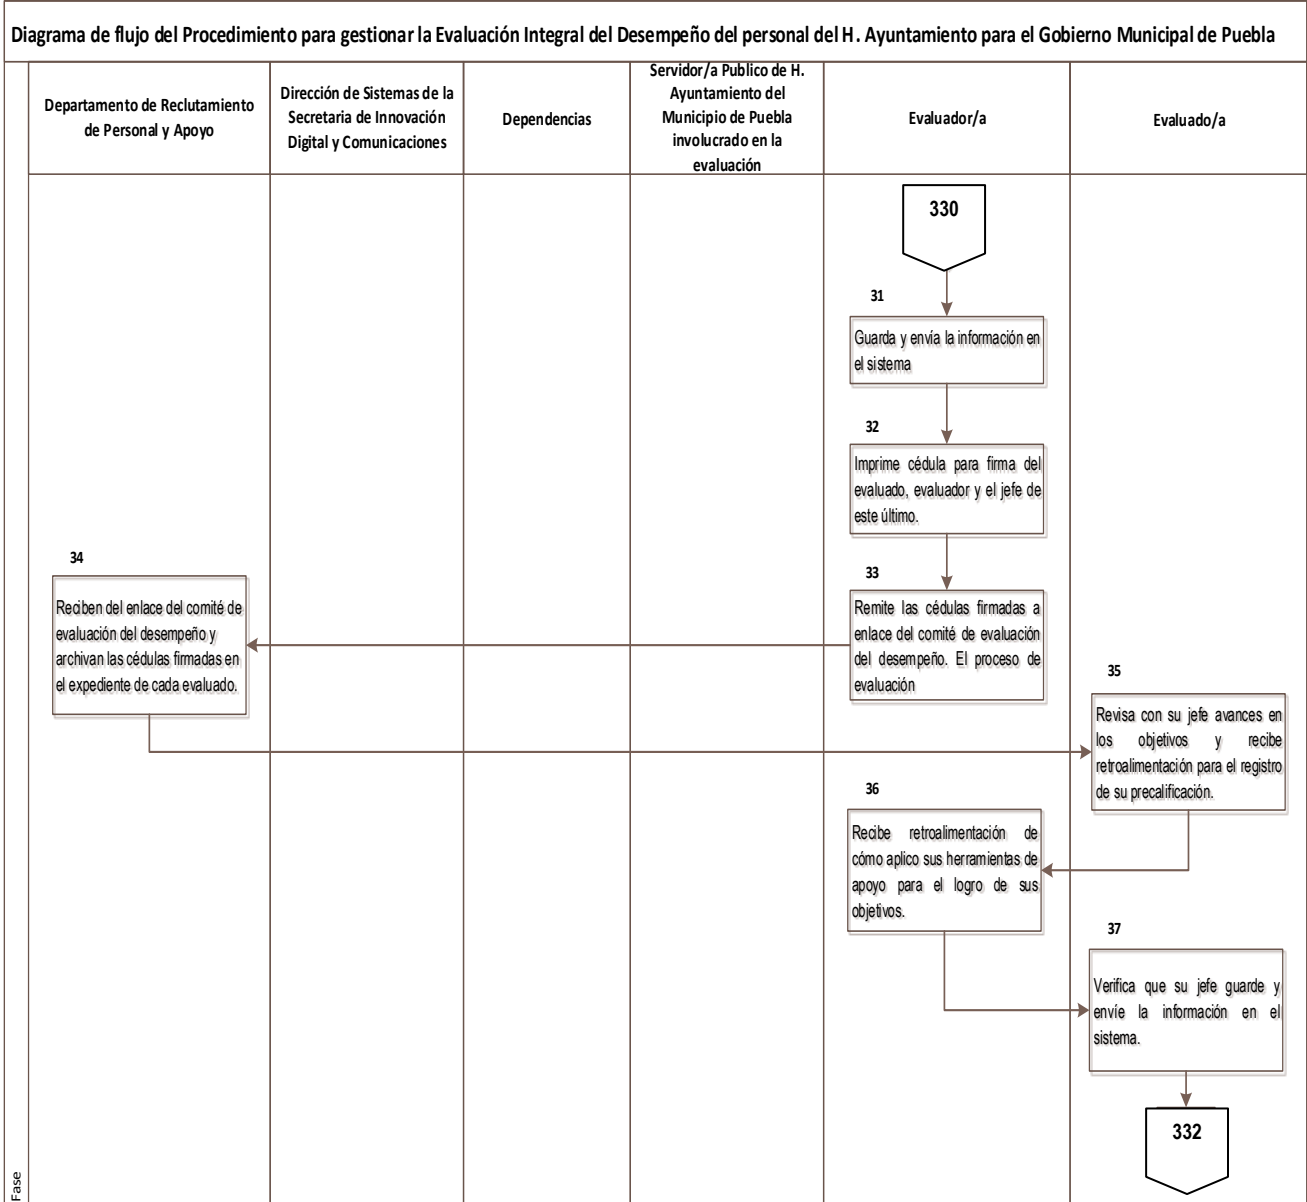 Diagrama de flujo del Procedimiento para gestionar la Evaluación Integral del Desempeño del personal del H. Ayuntamiento para el Gobierno Municipal de Puebla
Departamento de Reclutamiento
de Personal y Apoyo
Dirección de Sistemas de la
Secretaria de Innovación
Digital y Comunicaciones
Dependencias
Servidor/a Publico de H.
Ayuntamiento del
Municipio de Puebla
involucrado en la
evaluación
Evaluador/a
Evaluado/a
330
31
Guarda y envía la información en
el sistema
32
Imprime cédula para firma del
evaluado, evaluador y el jefe de
este último.
34
Reciben del enlace del comité de
evaluación del desempeño y
archivan las cédulas firmadas en
el expediente de cada evaluado.
33
Remite las cédulas firmadas a
enlace del comité de evaluación
del desempeño. El proceso de
evaluación
35
Revisa con su jefe avances en
los objetivos y recibe
retroalimentación para el registro
de su precalificación.
36
Recibe retroalimentación de
cómo aplico sus herramientas de
apoyo para el logro de sus
objetivos.
37
Verifica que su jefe guarde y
envíe la información en el
sistema.
332
Fase